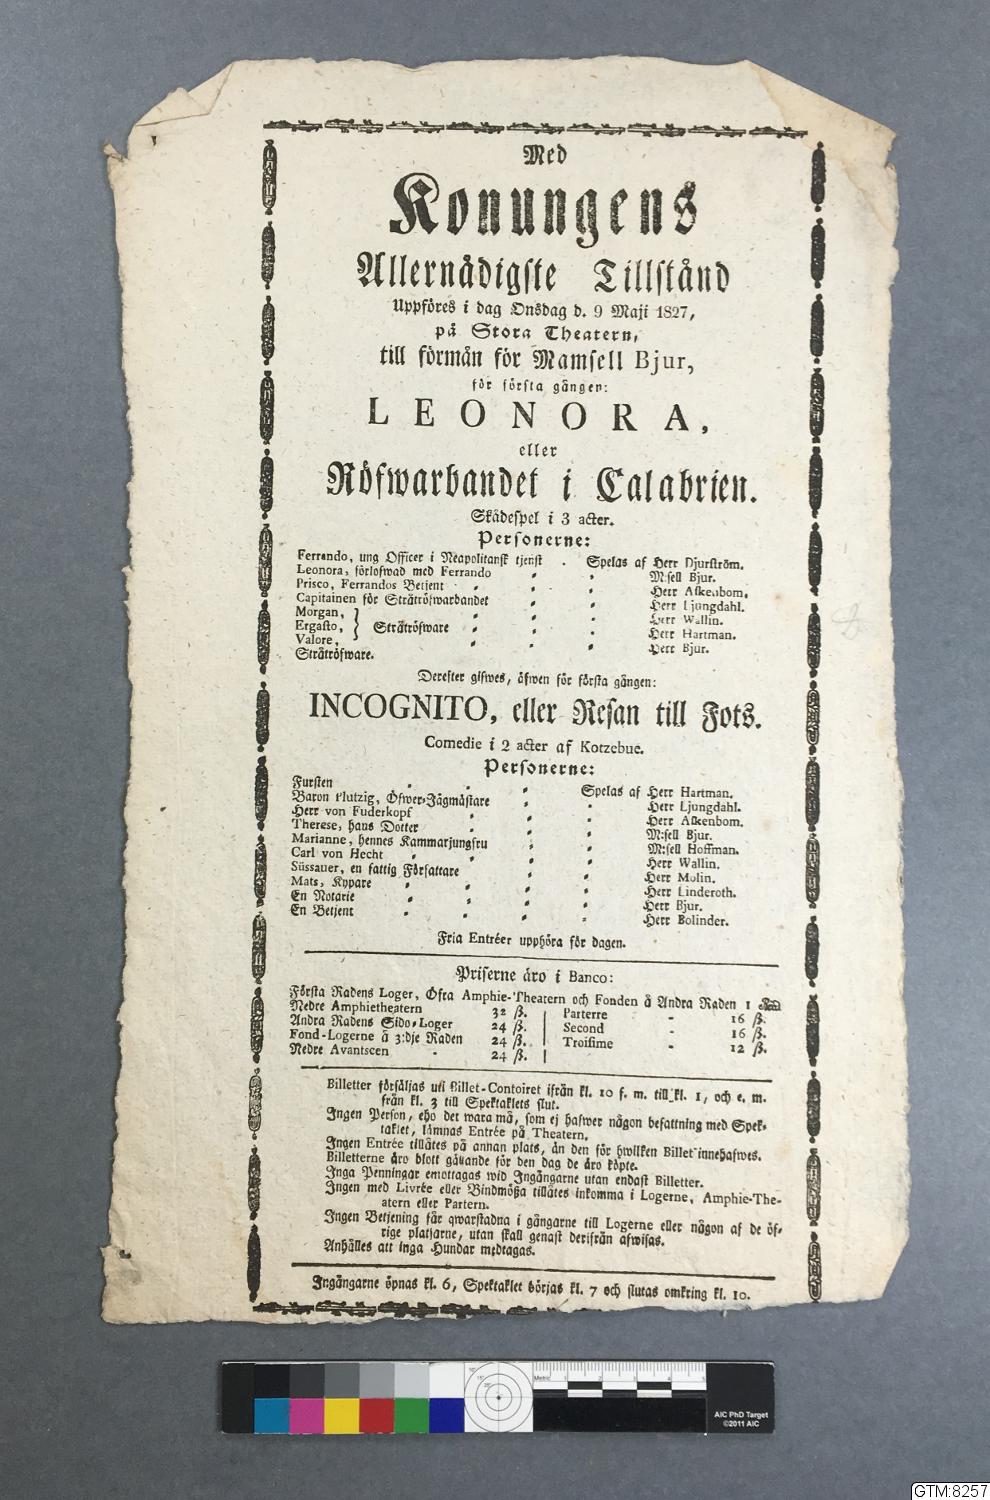 Med
Konungens
Allernådigste Tillstånd
Uppföres i dag Onsdag d. 9 Maji 1827,
på Stora Theatern,
till förmån för Mamsell Bjur,
för första gången:
LEONORA,
eller
Röfwarbandet i Calabrien.
Skådespel i 3 acter.
Personerne:
Ferrando, ung Officer i Neapolitansk tjenst . Spelas af Herr Djurström.
Leonora, förlofwad med Ferrando M:sell Bjur.
Prisco, Ferrandos Betjent Herr Askenbom.
Capitainen för Stråtröfwarbandet Herr Ljungdahl.
Morgan, Herr Wallin.
Ergasto, } Stråtröfware Herr Hartman.
Valore, Herr Bjur.
Stråtröfware.
Derefter gifwes, äfwen för första gången:
INCOGNITO, eller Resan till Fots.
Comedie i 2 acter af Kotzebue.
Personerne:
Fursten Spelas af Herr Hartman.
Baron Plutzig, Öfwer-Jägmästare Herr Ljungdahl.
Herr von Fuderkopf Herr Askenbom.
Therese, hans Dotter M:sell Bjur.
Marianne, hennes Kammarjungfru M:sell Hoffman.
Carl von Hecht Herr Wallin.
Süssauer, en fattig Författare Herr Molin.
Mats, Kypare Herr Linderoth.
En Notarie Herr Bjur.
En Betjent Herr Bolinder.
Fria Entréer upphöra för dagen.
Priserne äro i Banco:
Första Radens Loger, Öfra Amphie-Theatern och Fonden å Andra Raden 1
Nedre Amphietheatern 32 ß. | Parterre - 16 ß.
Andra Radens Sido-Loger 24 ß. | Second - 16 ß.
Fond-Logerne å 3:dje Raden 24 ß. | Troisime - 12 ß.
Nedre Avantscen - 24 ß. |
Billetter försäljas uti Billet-Contoiret ifrån kl. 10 f. m. till kl. 1, och e. m.
från kl. 3 till Spektaklets slut.
Ingen Person, eho det wara må, som ej hafwer någon befattning med Spek-
taklet, lämnas Entrée på Theatern.
Ingen Entrée tillåtes på annan plats, än den för hwilken Billet innehafwes.
Billetterne äro blott gällande för den dag de äro köpte.
Inga Penningar emottagas wid Ingångarne utan endast Billetter.
Ingen med Livrée eller Bindmößa tillåtes inkomma i Logerne, Amphie-The-
atern eller Partern.
Ingen Betjening får qwarstadna i gångarne till Logerne eller någon af de öf-
rige platsarne, utan skall genast derifrån afwisas.
Anhålles att inga Hundar medtagas.
Ingångarne öpnas kl. 6, Spektaklet börjas kl. 7 och slutas omkring kl. 10.
Metric 1 2 3 4 5
AIC PhD Target
©2011 AIC
GTM:8257